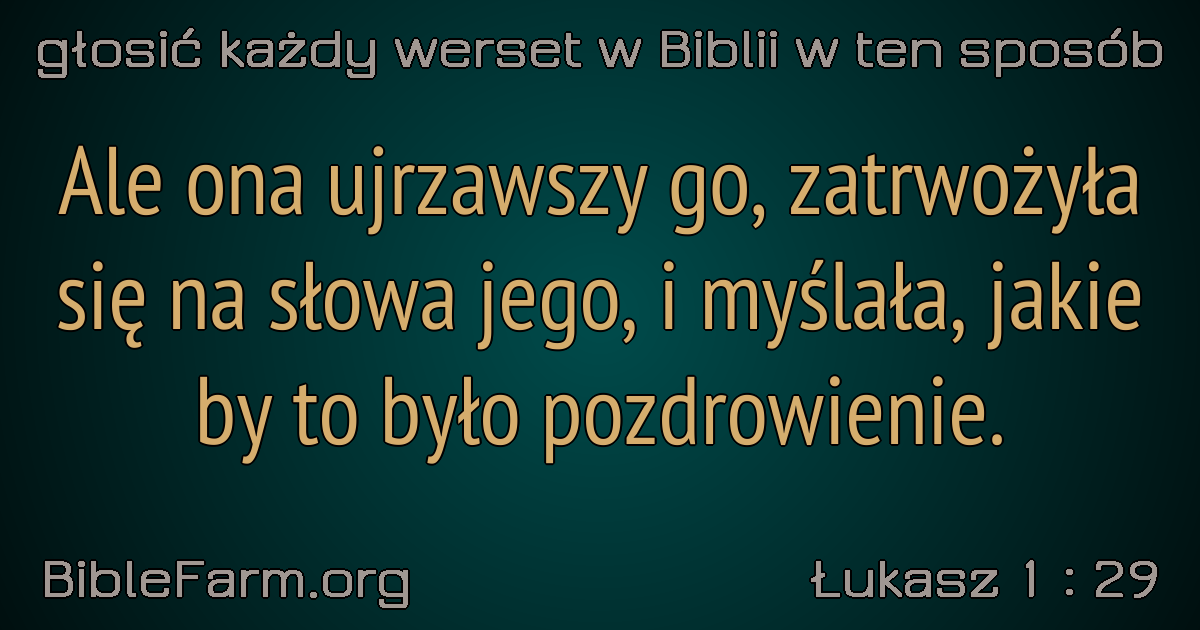 głosić każdy werset w Biblii w ten sposób
Ale ona ujrzawszy go, zatrwożyła
się na słowa jego, i myślała, jakie
by to było pozdrowienie.
BibleFarm.org
Łukasz 1 : 29